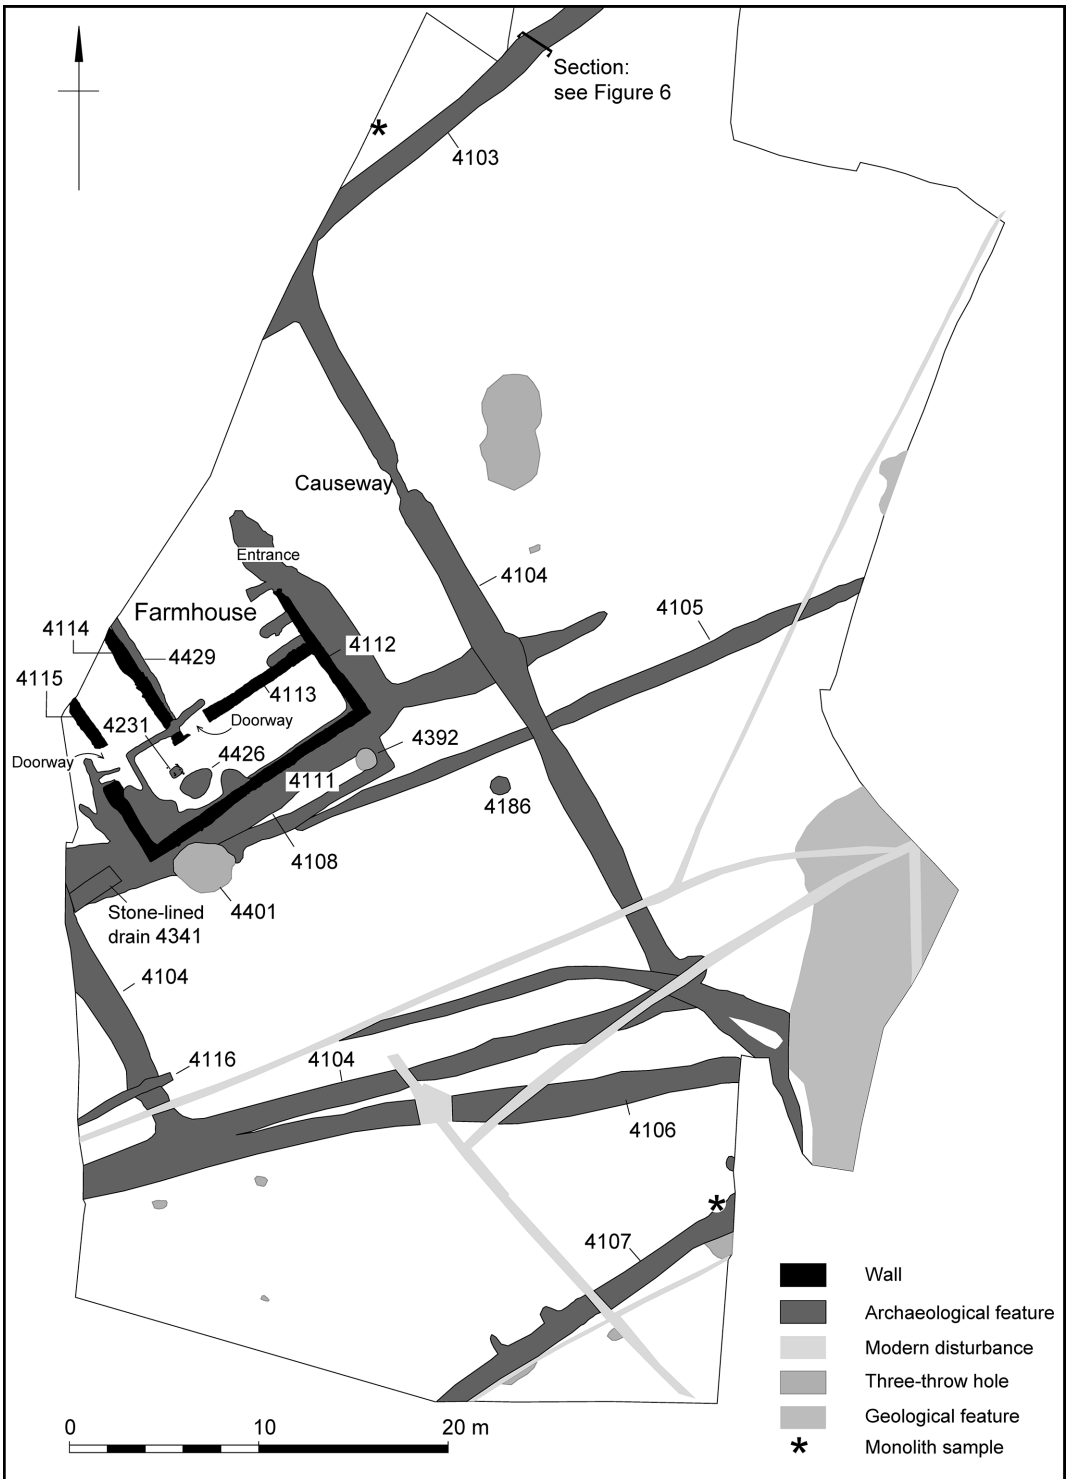 Section:
see Figure 6
4103
Causeway
Entrance
4104
4105
Farmhouse
4114
4112
4429
4115
4113
4231
Doorway
Doorway
4426
4392
4111
4186
4108
4401
Stone-lined
drain 4341
4104
4116
4104
4106
4107
Wall
Archaeological feature
Modern disturbance
Three-throw hole
Geological feature
* Monolith sample
0 10 20 m